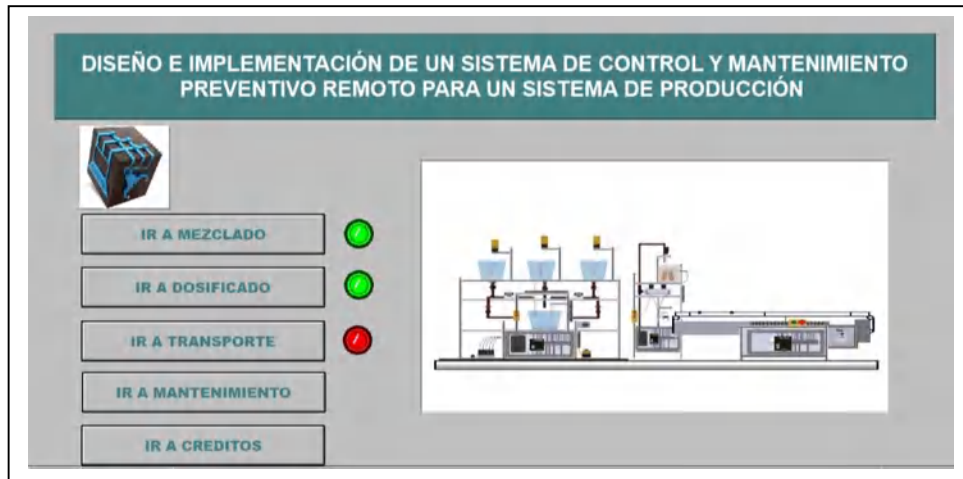 DISEÑO E IMPLEMENTACIÓN DE UN SISTEMA DE CONTROL Y MANTENIMIENTO
PREVENTIVO REMOTO PARA UN SISTEMA DE PRODUCCIÓN
IR A MEZCLADO
IR A DOSIFICADO
IR A TRANSPORTE
IR A MANTENIMIENTO
IR A CREDITOS